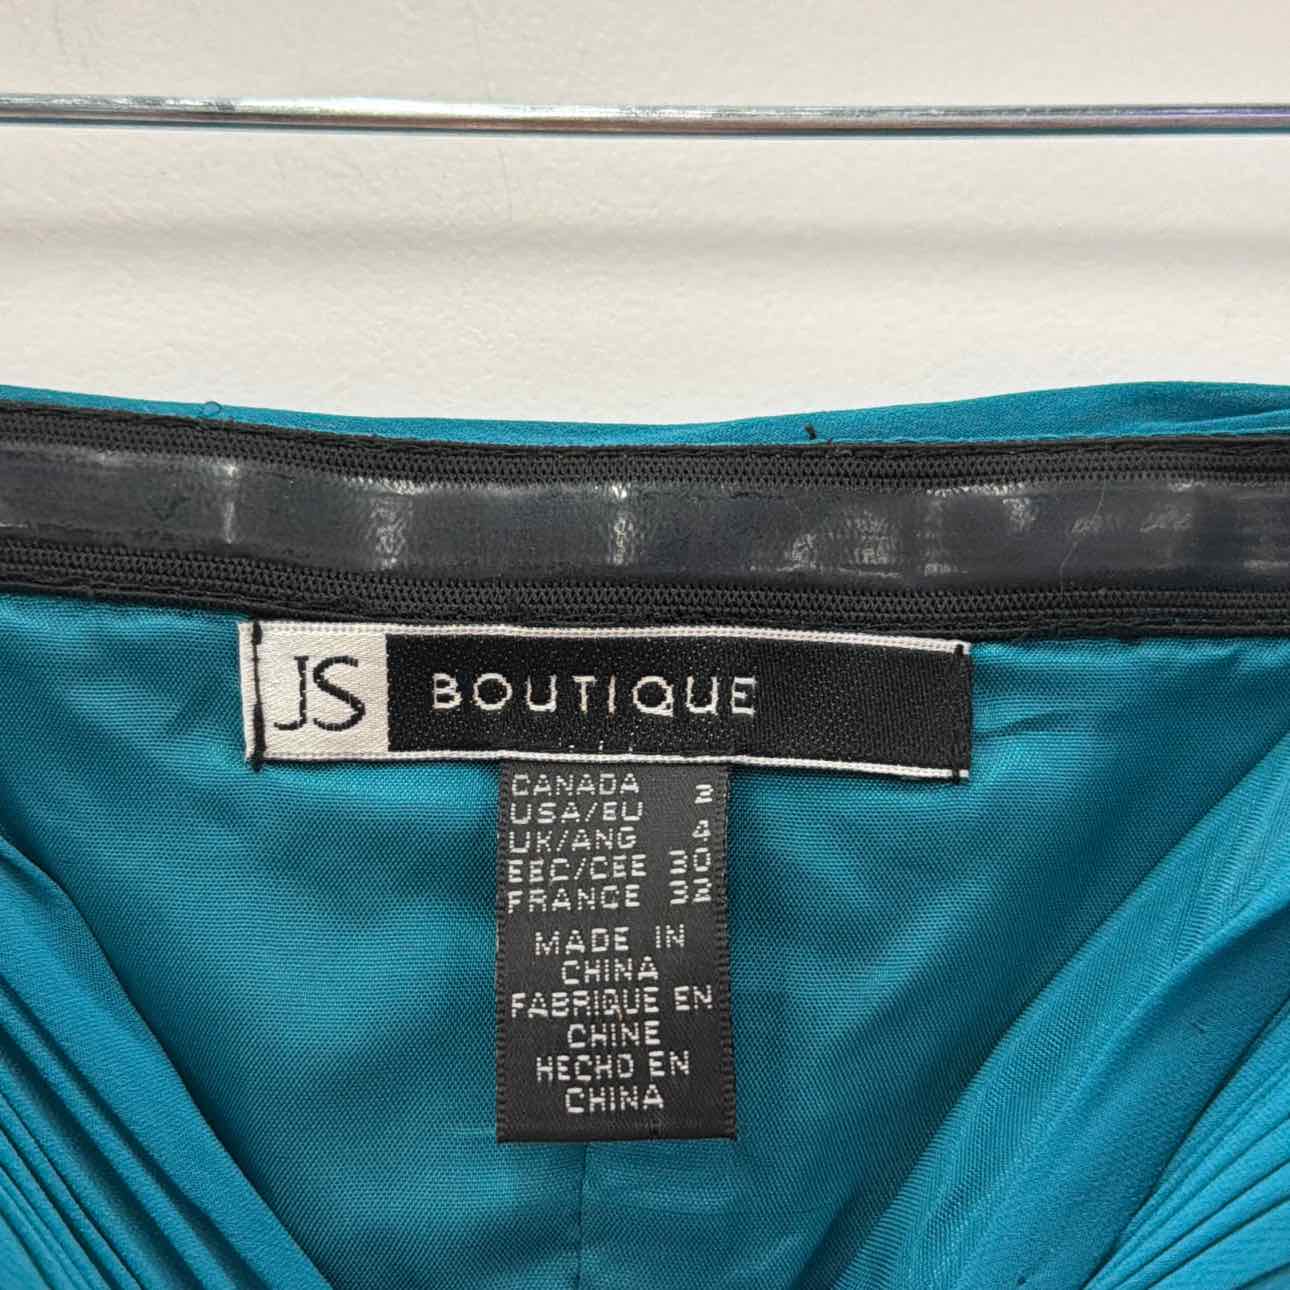 JS BOUTIQUE
CANADA 2
USA/EU
UK/ANG 4
EEC/CEE 30
FRANCE 32
MADE IN
CHINA
FABRIQUE EN
CHINE
HECHO EN
CHINA